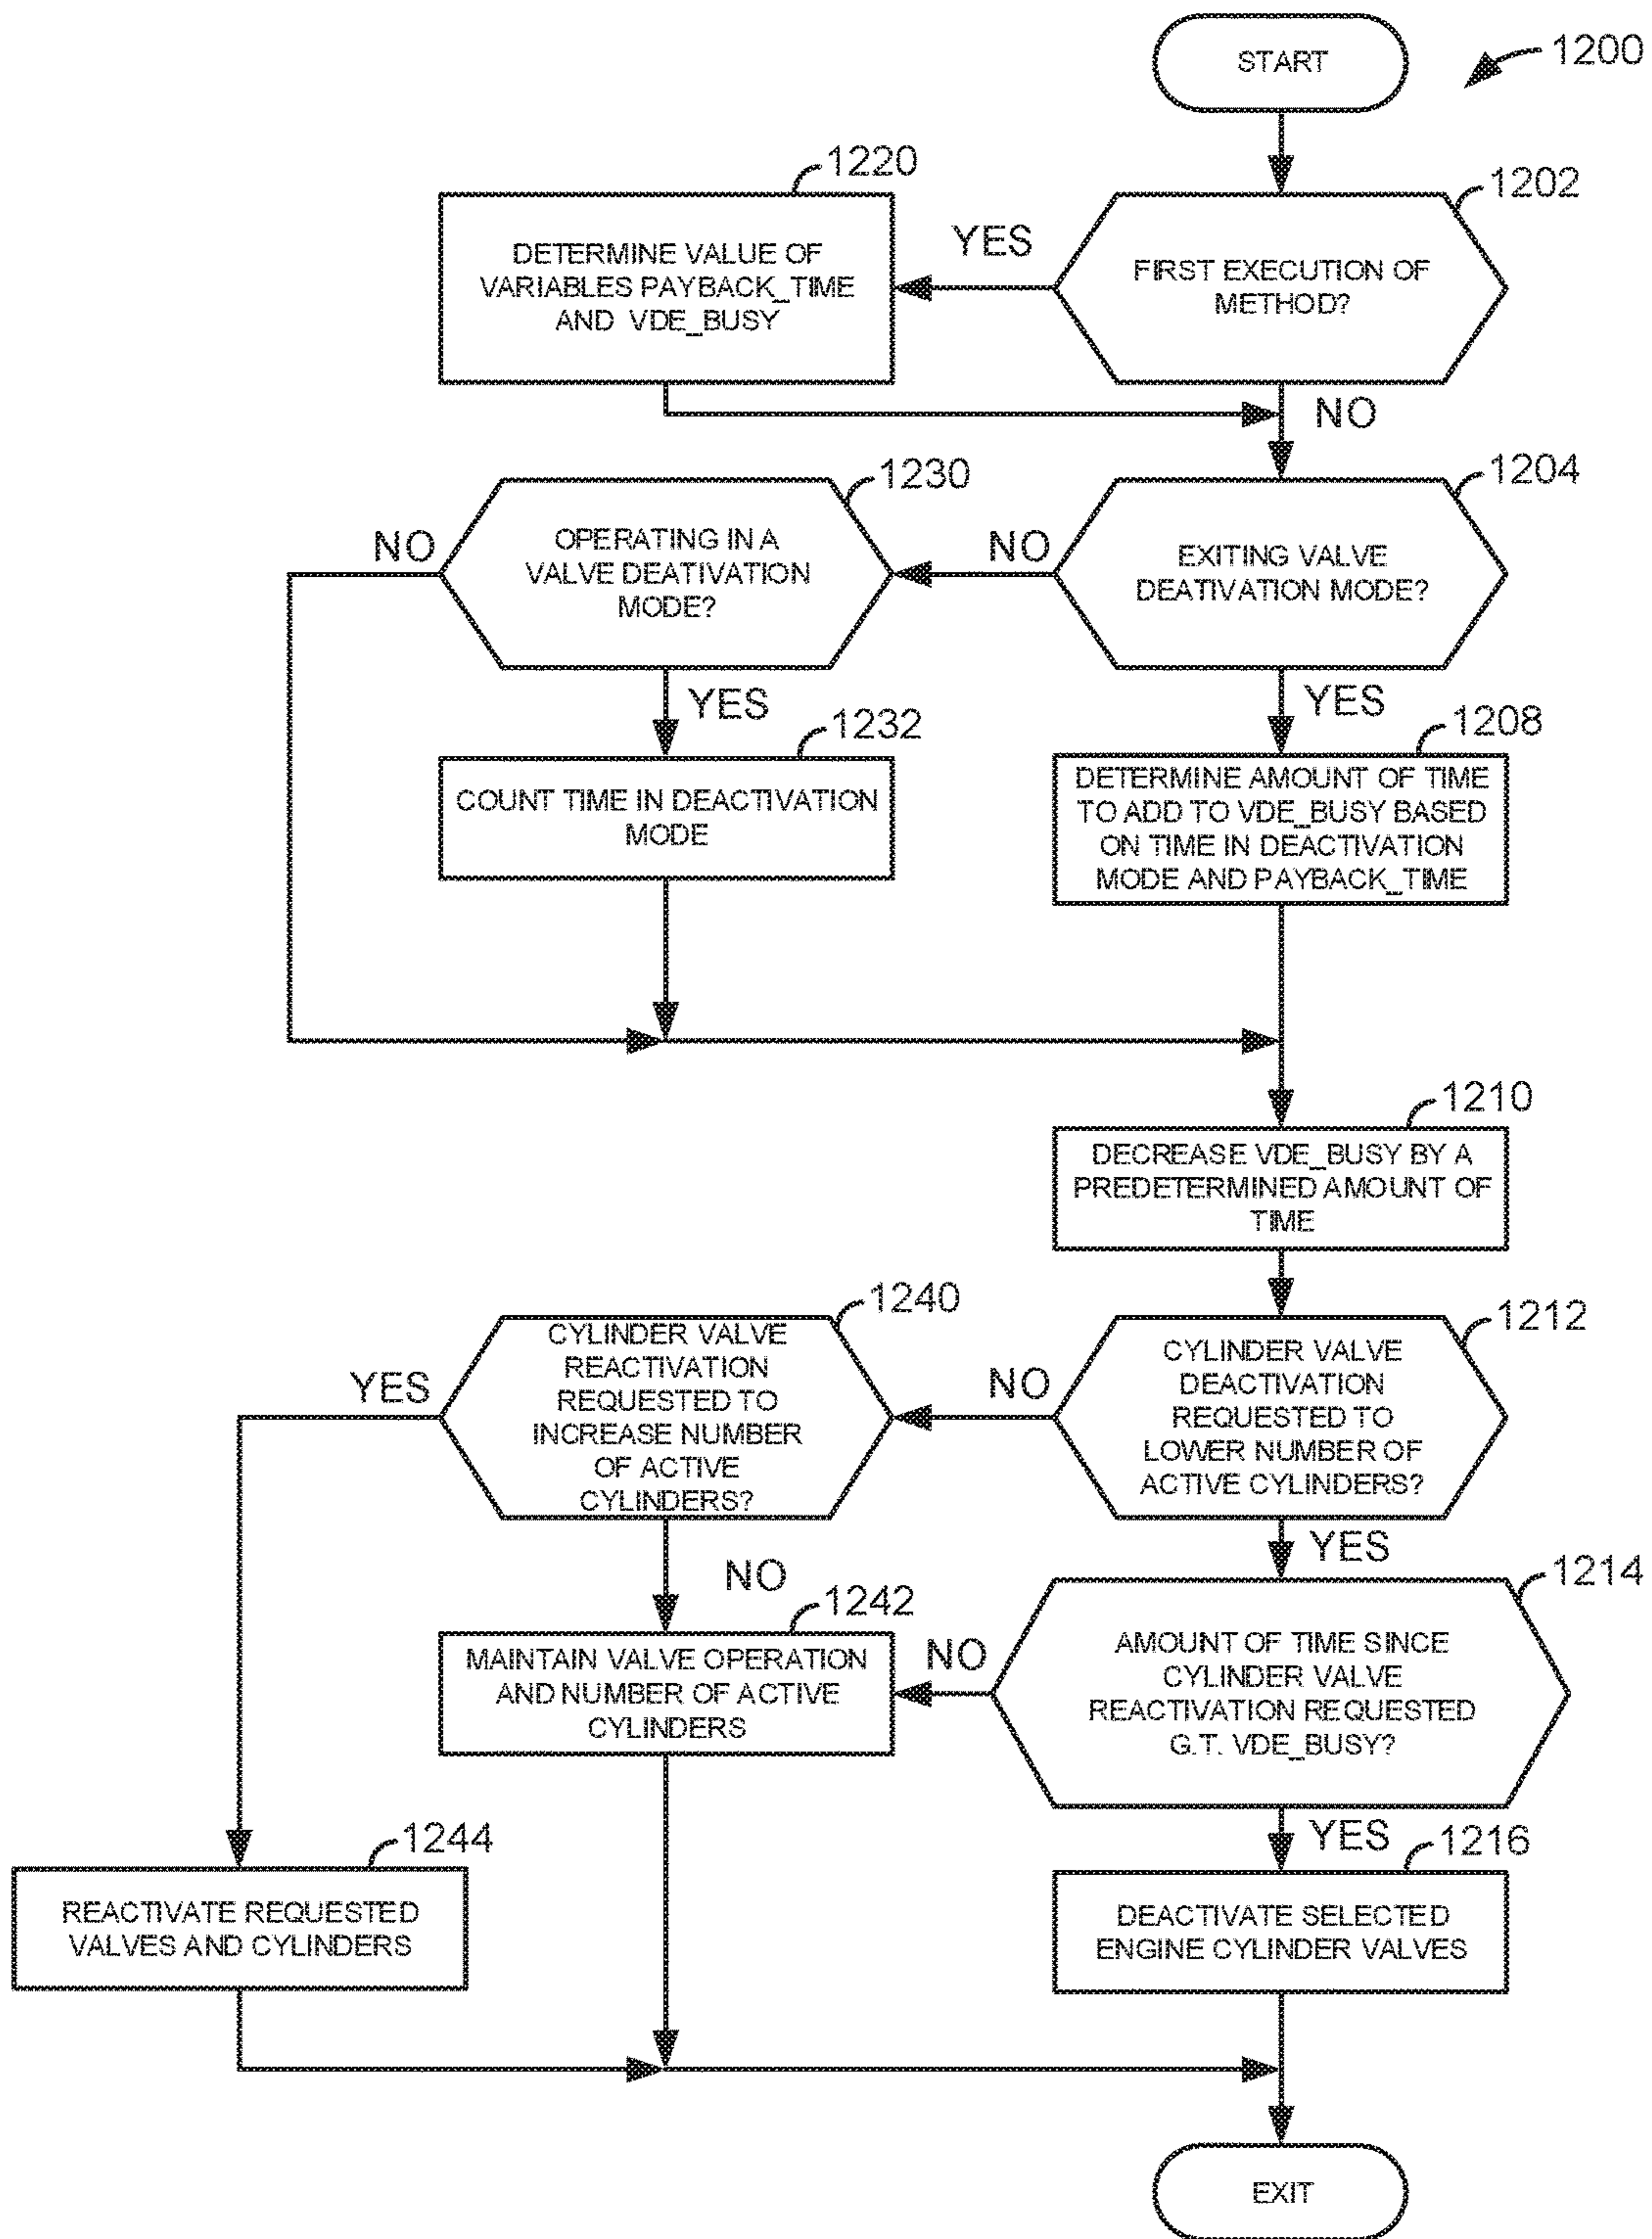 START
1200
1220
1202
DETERMINE VALUE OF
VARIABLES PAYBACK_TIME
AND VDE_BUSY
YES
FIRST EXECUTION OF
METHOD?
NO
1230
1204
NO
OPERATING IN A
VALVE DEATIVATION
MODE?
NO
EXITING VALVE
DEATIVATION MODE?
YES
YES
1232
1208
COUNT TIME IN DEACTIVATION
MODE
DETERMINE AMOUNT OF TIME
TO ADD TO VDE_BUSY BASED
ON TIME IN DEACTIVATION
MODE AND PAYBACK_TIME
1210
DECREASE VDE_BUSY BY A
PREDETERMINED AMOUNT OF
TIME
1240
1212
YES
CYLINDER VALVE
REACTIVATION
REQUESTED TO
INCREASE NUMBER
OF ACTIVE
CYLINDERS?
NO
CYLINDER VALVE
DEACTIVATION
REQUESTED TO
LOWER NUMBER OF
ACTIVE CYLINDERS?
YES
NO
1214
1242
MAINTAIN VALVE OPERATION
AND NUMBER OF ACTIVE
CYLINDERS
NO
AMOUNT OF TIME SINCE
CYLINDER VALVE
REACTIVATION REQUESTED
G.T. VDE_BUSY?
YES
1244
1216
REACTIVATE REQUESTED
VALVES AND CYLINDERS
DEACTIVATE SELECTED
ENGINE CYLINDER VALVES
EXIT